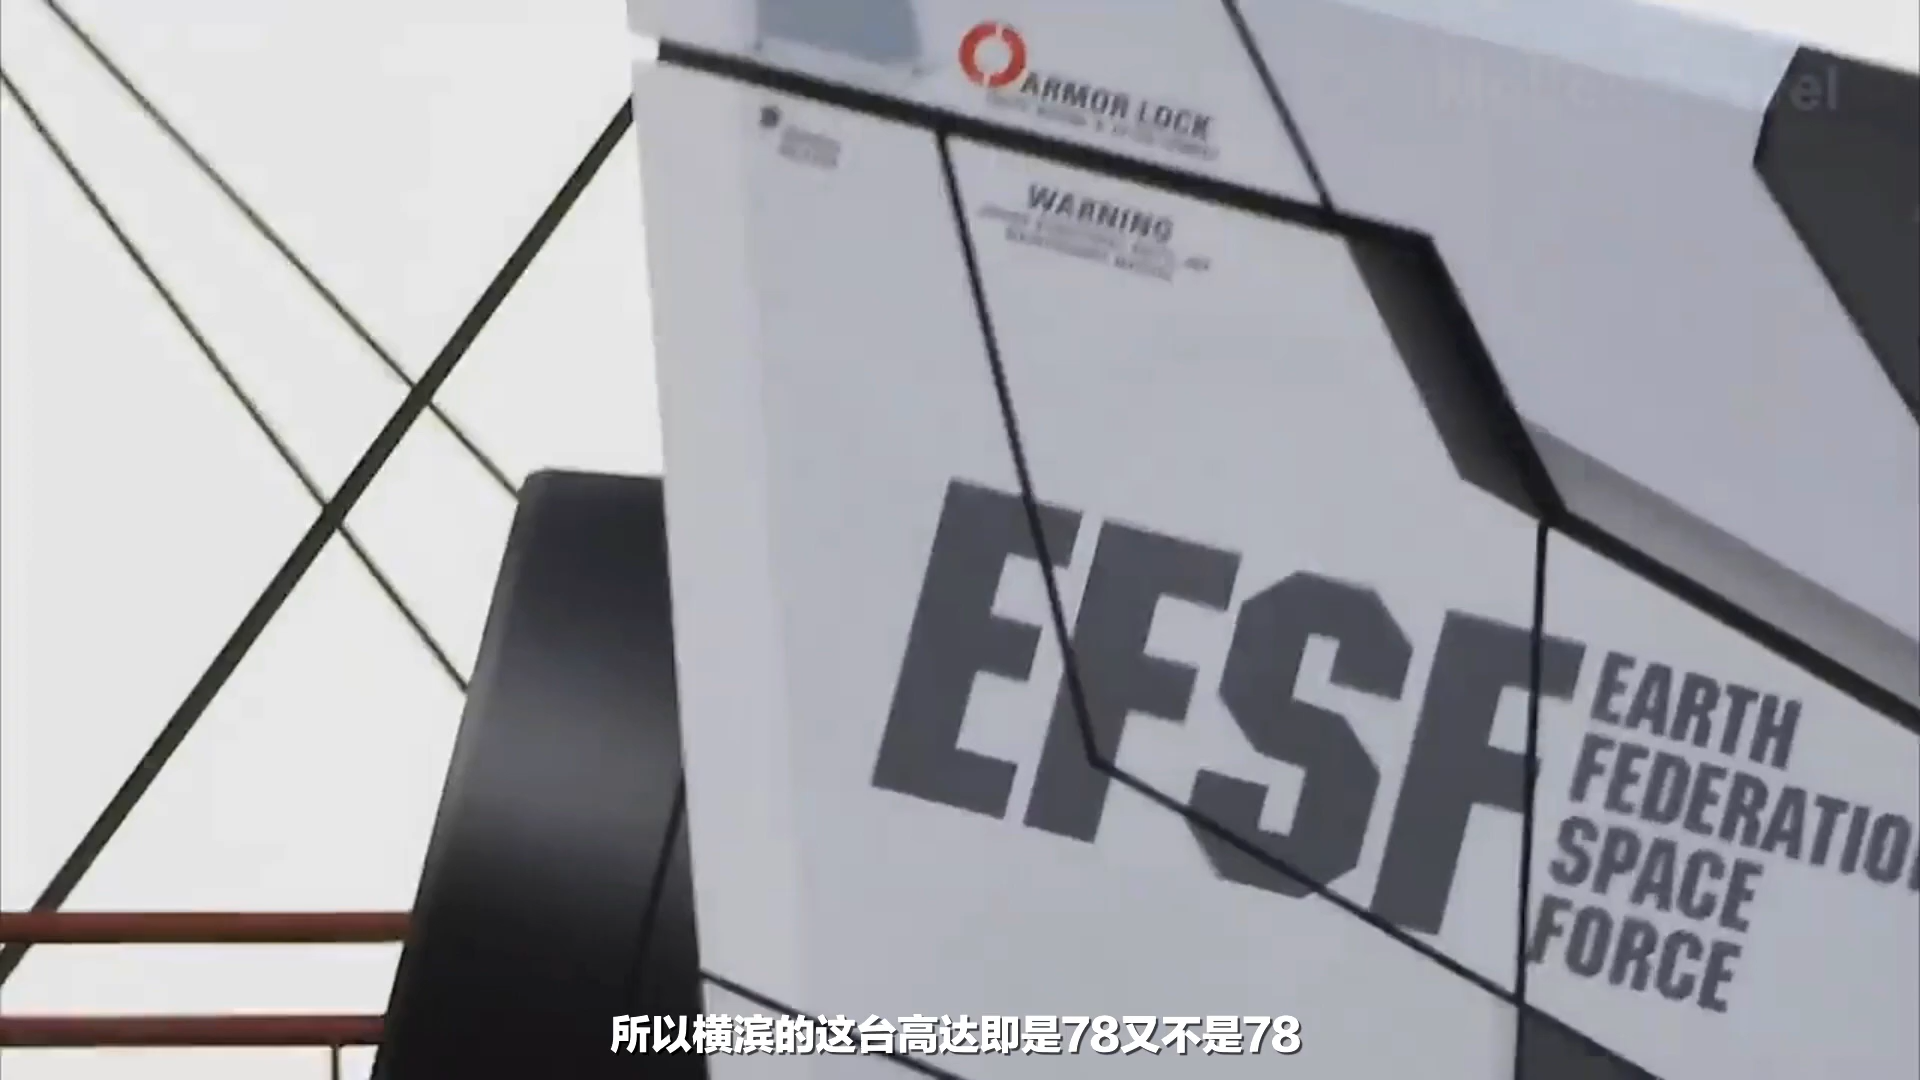 ARMOR LOCK
WARNING
EFSF
EARTH
FEDERATIO
SPACE
FORCE
所以横滨的这台高达即是78又不是78